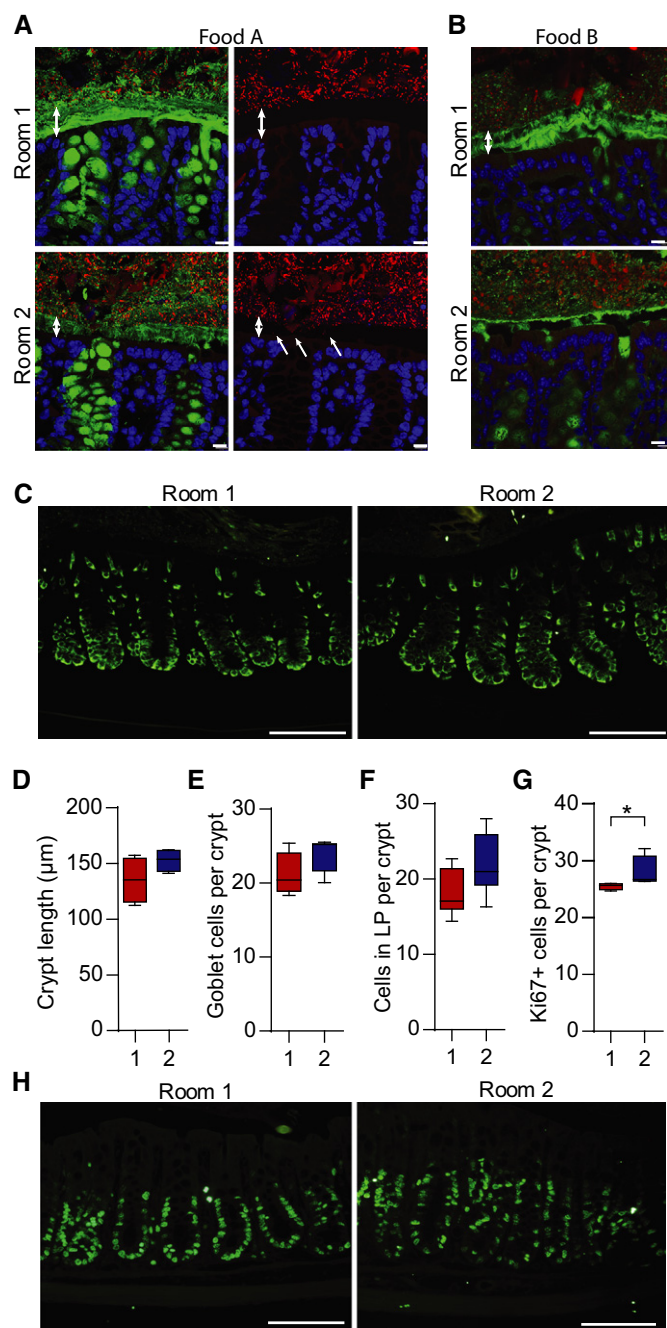 A
Food A
B
Food B
Room 1
Room 1
Room 2
Room 2
C
Room 1
Room 2
D
Crypt length (µm)
200
150
100
50
0
1 2
E
Goblet cells per crypt
30
20
10
0
1 2
F
Cells in LP per crypt
30
20
10
0
1 2
G
Ki67+ cells per crypt
40
30
20
10
0
*
1 2
H
Room 1
Room 2